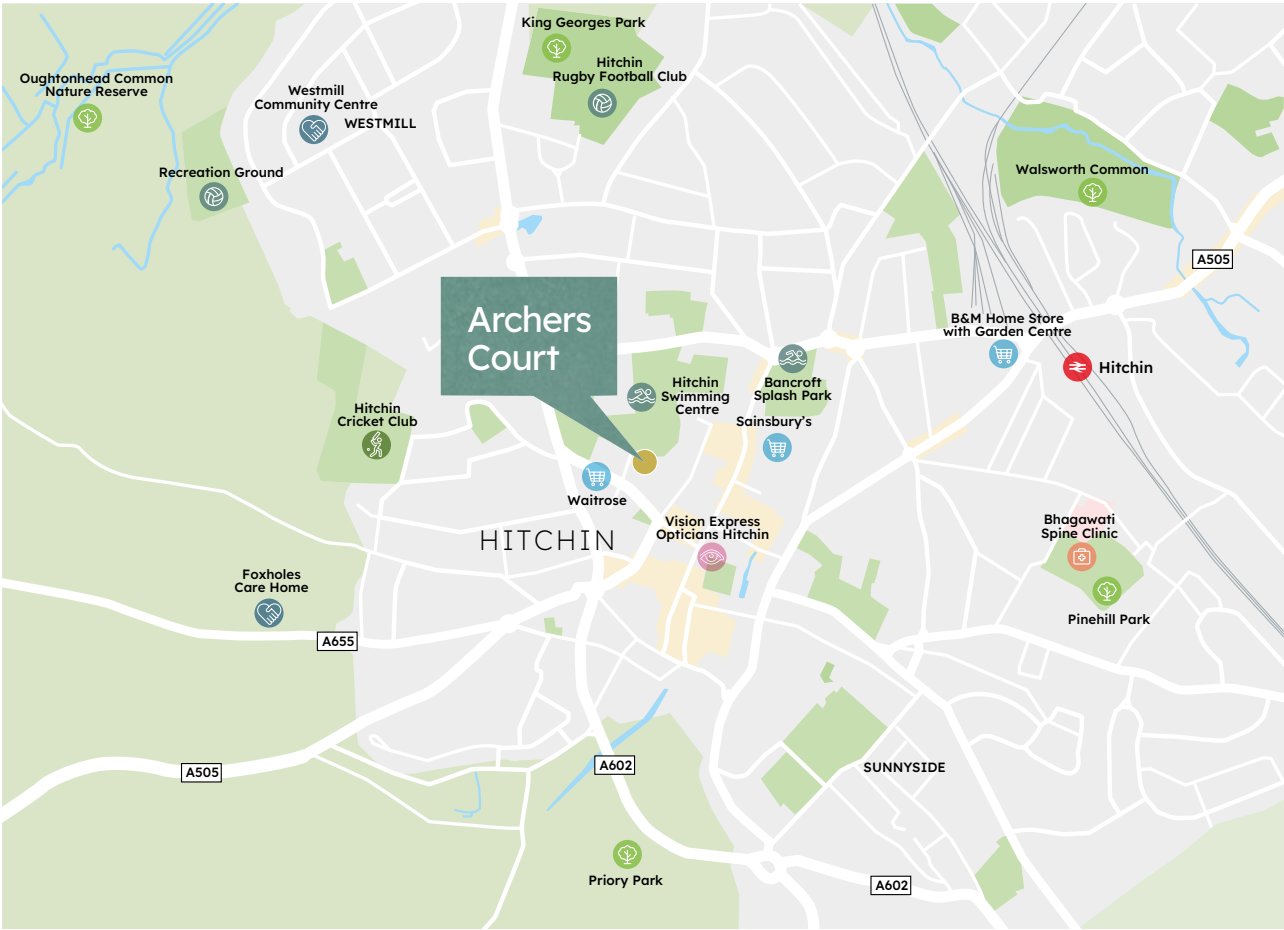 King Georges Park
Hitchin
Rugby Football Club
Oughtonhead Common
Nature Reserve
Westmill
Community Centre
WESTMILL
Recreation Ground
Walsworth Common
A505
Archers
Court
B&M Home Store
with Garden Centre
Hitchin
Hitchin
Swimming
Centre
Bancroft
Splash Park
Hitchin
Cricket Club
Sainsbury's
Waitrose
Vision Express
Opticians Hitchin
HITCHIN
Bhagawati
Spine Clinic
Foxholes
Care Home
Pinehill Park
A655
A602
SUNNYSIDE
A505
Priory Park
A602